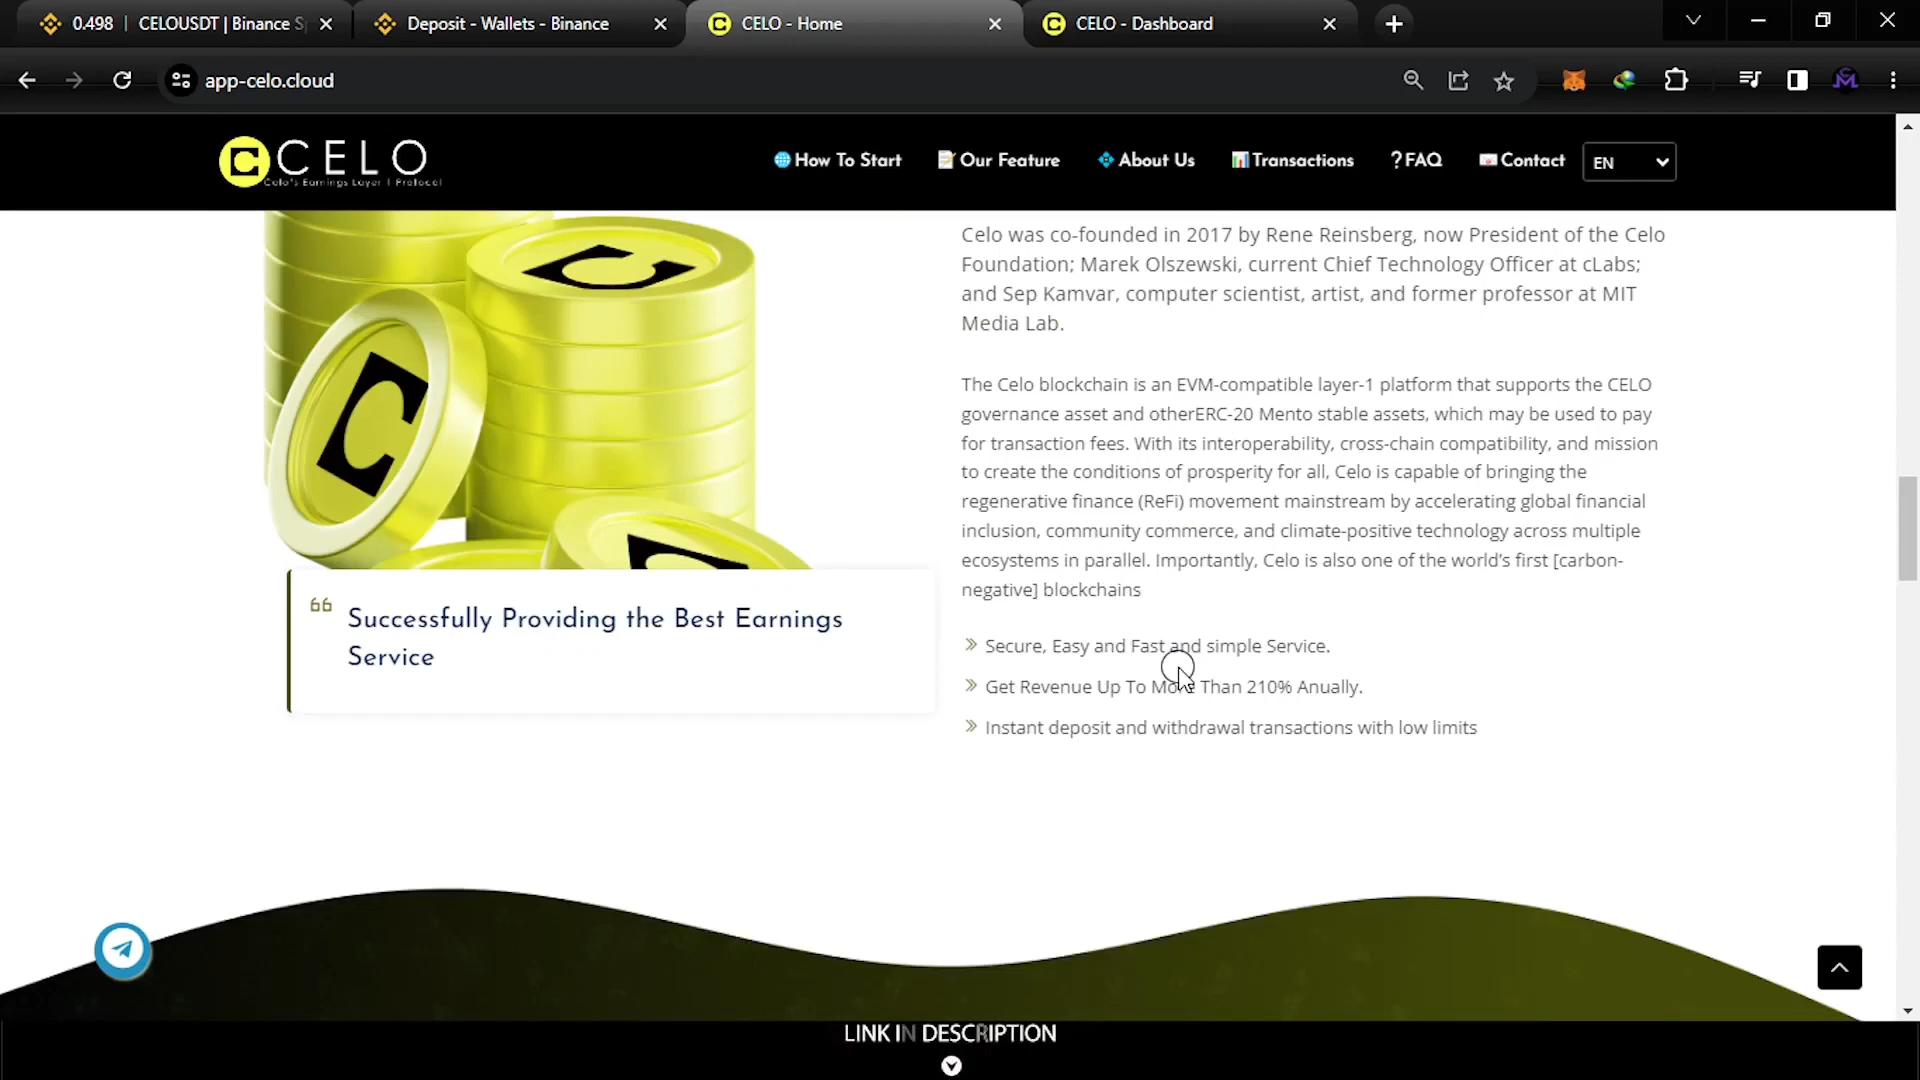 0.498 | CELOUSDT | Binance S
Deposit - Wallets - Binance
CELO - Home
CELO - Dashboard
app-celo.cloud
CELO
Celo's Earnings Layer 1 Protocol
How To Start
Our Feature
About Us
Transactions
?FAQ
Contact
EN
Celo was co-founded in 2017 by Rene Reinsberg, now President of the Celo
Foundation; Marek Olszewski, current Chief Technology Officer at cLabs;
and Sep Kamvar, computer scientist, artist, and former professor at MIT
Media Lab.
The Celo blockchain is an EVM-compatible layer-1 platform that supports the CELO
governance asset and otherERC-20 Mento stable assets, which may be used to pay
for transaction fees. With its interoperability, cross-chain compatibility, and mission
to create the conditions of prosperity for all, Celo is capable of bringing the
regenerative finance (ReFi) movement mainstream by accelerating global financial
inclusion, community commerce, and climate-positive technology across multiple
ecosystems in parallel. Importantly, Celo is also one of the world's first [carbon-
negative] blockchains
Successfully Providing the Best Earnings
Service
Secure, Easy and Fast and simple Service.
Get Revenue Up To More Than 210% Anually.
Instant deposit and withdrawal transactions with low limits
LINK IN DESCRIPTION